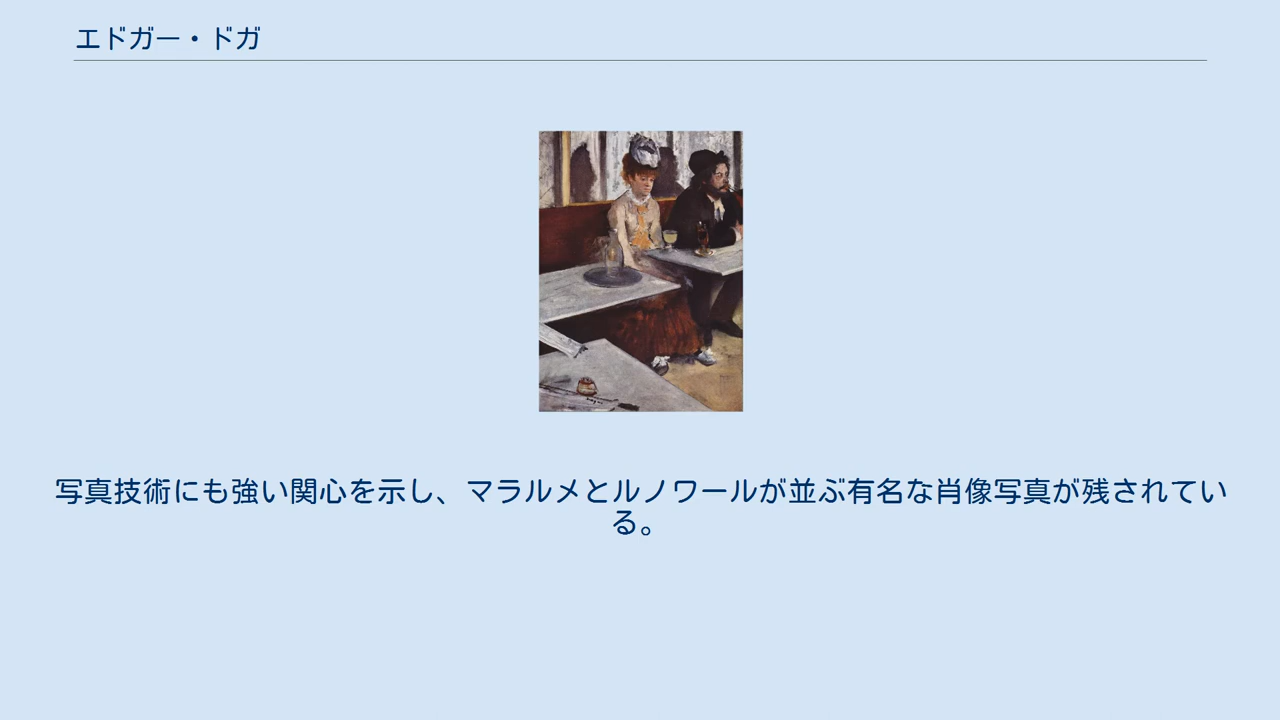 エドガー・ドガ
写真技術にも強い関心を示し、マラルメとルノワールが並ぶ有名な肖像写真が残されてい
る。